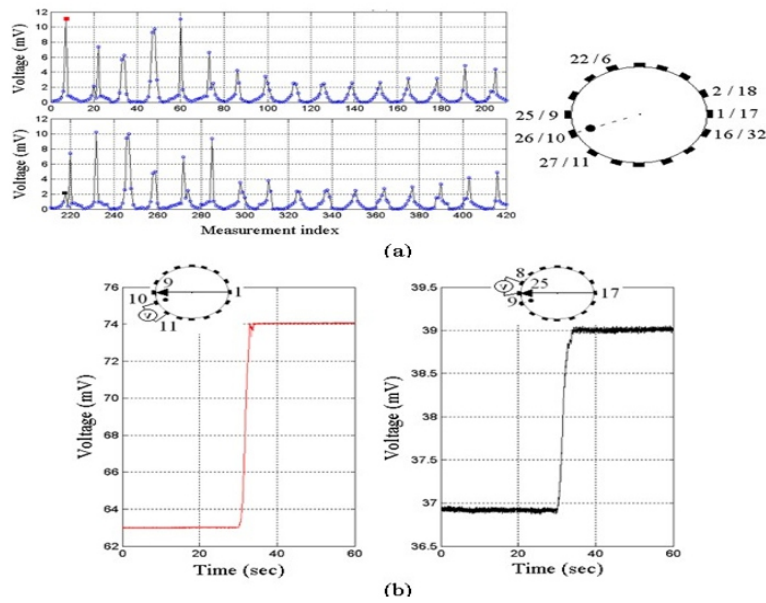 12
10
8
6
4
2
0
Voltage (mV)
0 20 40 60 80 100 120 140 160 180 200
12
10
8
6
4
2
0
Voltage (mV)
220 240 260 280 300 320 340 360 380 400 420
Measurement index
22 / 6
2 / 18
25 / 9
1 / 17
26 / 10
16 / 32
27 / 11
(a)
9
10
1
11
V
76
74
72
70
68
66
64
62
Voltage (mV)
0 20 40 60
Time (sec)
8
25
V
17
9
39.5
39
38.5
38
37.5
37
36.5
Voltage (mV)
0 20 40 60
Time (sec)
(b)